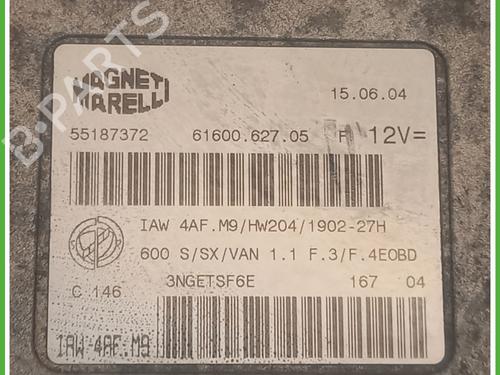 MAGNETI
MARELLI
15.06.04
55187372 61600.627.05 F 12V=
IAW 4AF.M9/HW204/1902-27H
600 S/SX/VAN 1.1 F.3/F.4EOBD
3NGETSF6E 167 04
C 146
IAW 4AF.M9
B-PARTS